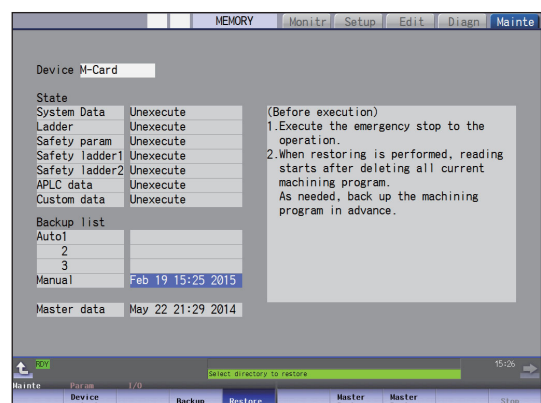 MEMORY Monitr Setup Edit Diagn Mainte
Device M-Card
State
System Data Unexecute
Ladder Unexecute
Safety param Unexecute
Safety ladder1 Unexecute
Safety ladder2 Unexecute
APLC data Unexecute
Custom data Unexecute
(Before execution)
1.Execute the emergency stop to the
operation.
2.When restoring is performed, reading
starts after deleting all current
machining program.
As needed, back up the machining
program in advance.
Backup list
Auto1
2
3
Manual Feb 19 15:25 2015
Master data May 22 21:29 2014
RDY 15:26
Select directory to restore
Mainte Param I/O
Device Backup Restore Master Master Stop